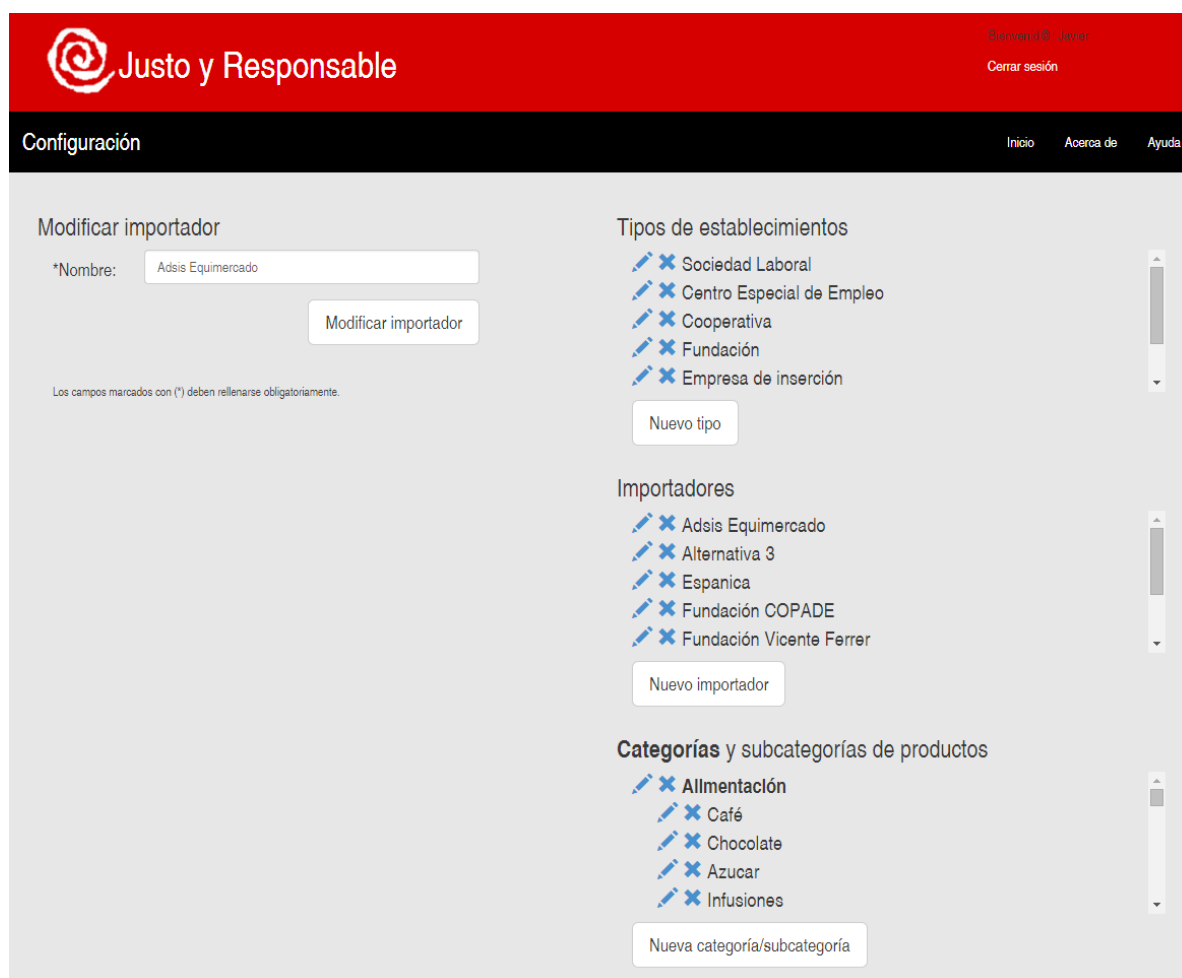 Justo y Responsable
Bienvenid@ Javier
Cerrar sesión
Configuración
Inicio Acerca de Ayuda
Modificar importador
*Nombre: Adsis Equimercado
Modificar importador
Los campos marcados con (*) deben rellenarse obligatoriamente.
Tipos de establecimientos
Sociedad Laboral
Centro Especial de Empleo
Cooperativa
Fundación
Empresa de inserción
Nuevo tipo
Importadores
Adsis Equimercado
Alternativa 3
Espanica
Fundación COPADE
Fundación Vicente Ferrer
Nuevo importador
Categorías y subcategorías de productos
Alimentación
Café
Chocolate
Azucar
Infusiones
Nueva categoría/subcategoría